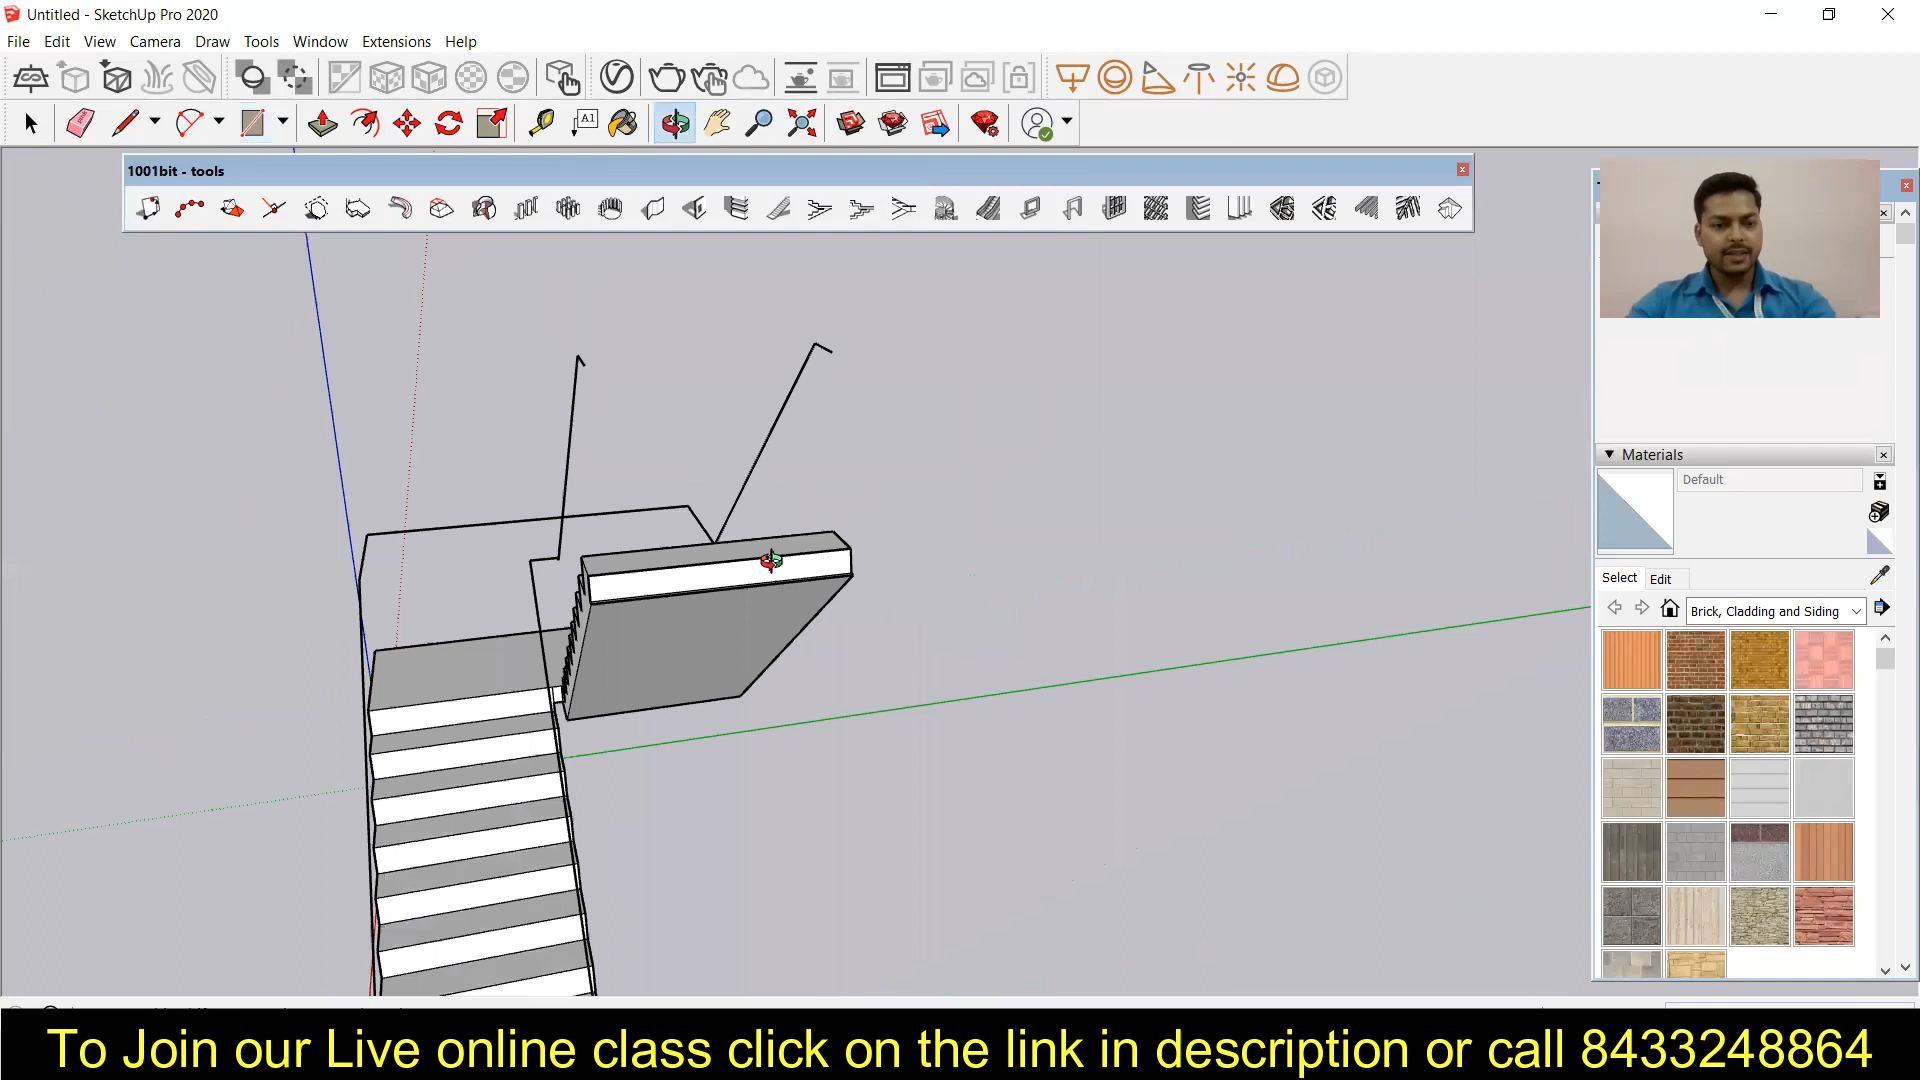 Untitled - SketchUp Pro 2020
File Edit View Camera Draw Tools Window Extensions Help
A1
1001bit - tools
Materials
Default
Select Edit
Brick, Cladding and Siding
To Join our Live online class click on the link in description or call 8433248864